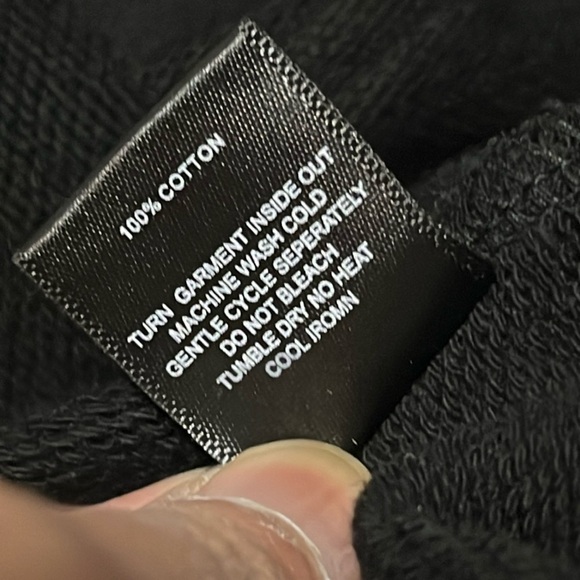 100% COTTON
TURN GARMENT INSIDE OUT
MACHINE WASH COLD
GENTLE CYCLE SEPERATELY
DO NOT BLEACH
TUMBLE DRY NO HEAT
COOL IROMN